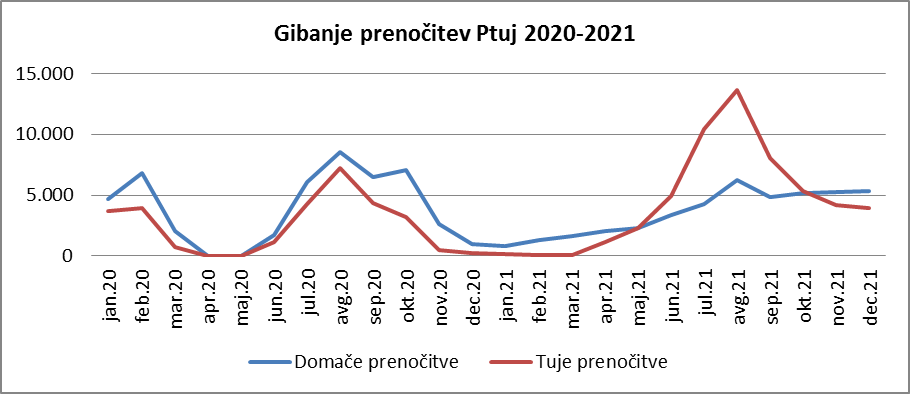 Gibanje prenočitev Ptuj 2020-2021
15.000
10.000
5.000
0
jan.20
feb.20
mar.20
apr.20
maj.20
jun.20
jul.20
avg.20
sep.20
okt.20
nov.20
dec.20
jan.21
feb.21
mar.21
apr.21
maj.21
jun.21
jul.21
avg.21
sep.21
okt.21
nov.21
dec.21
Domače prenočitve Tuje prenočitve